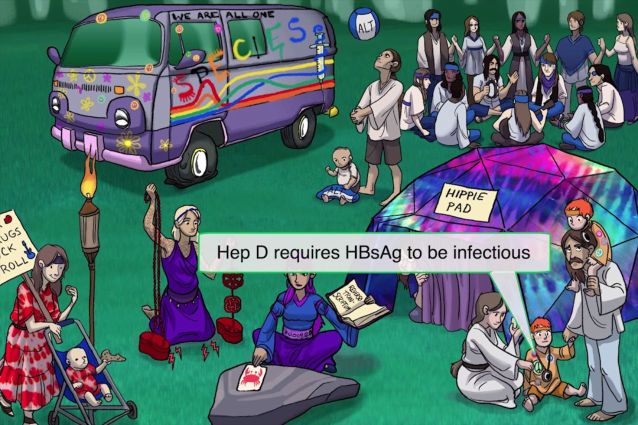 WE ARE ALL ONE
SPECIES
ALT
HIPPIE
PAD
UGS
CK
ROLL
Hep D requires HBsAg to be infectious